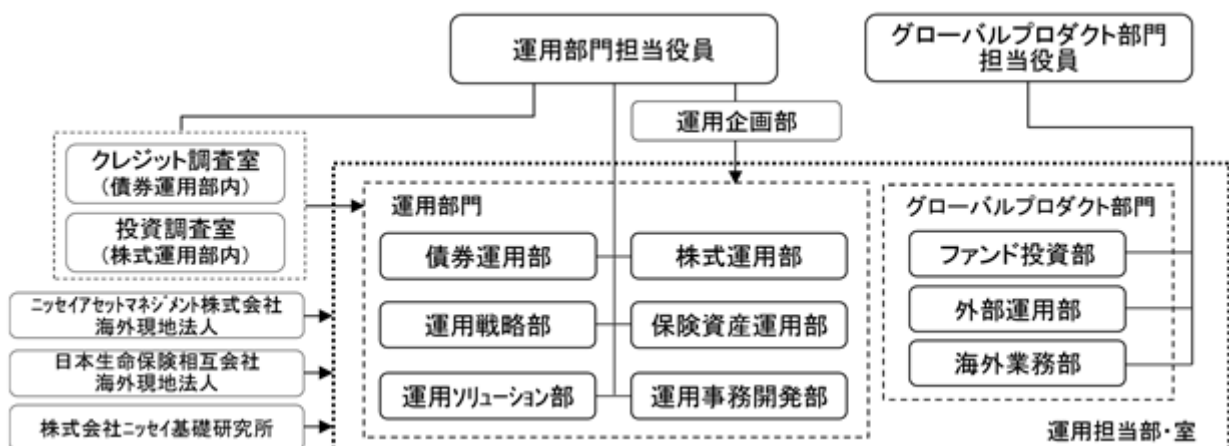 運用部門担当役員
グローバルプロダクト部門
担当役員
運用企画部
クレジット調査室
(債券運用部内)
投資調査室
(株式運用部内)
運用部門
債券運用部
株式運用部
運用戦略部
保険資産運用部
運用ソリューション部
運用事務開発部
グローバルプロダクト部門
ファンド投資部
外部運用部
海外業務部
ニッセイアセットマネジメント株式会社
海外現地法人
日本生命保険相互会社
海外現地法人
株式会社ニッセイ基礎研究所
運用担当部・室